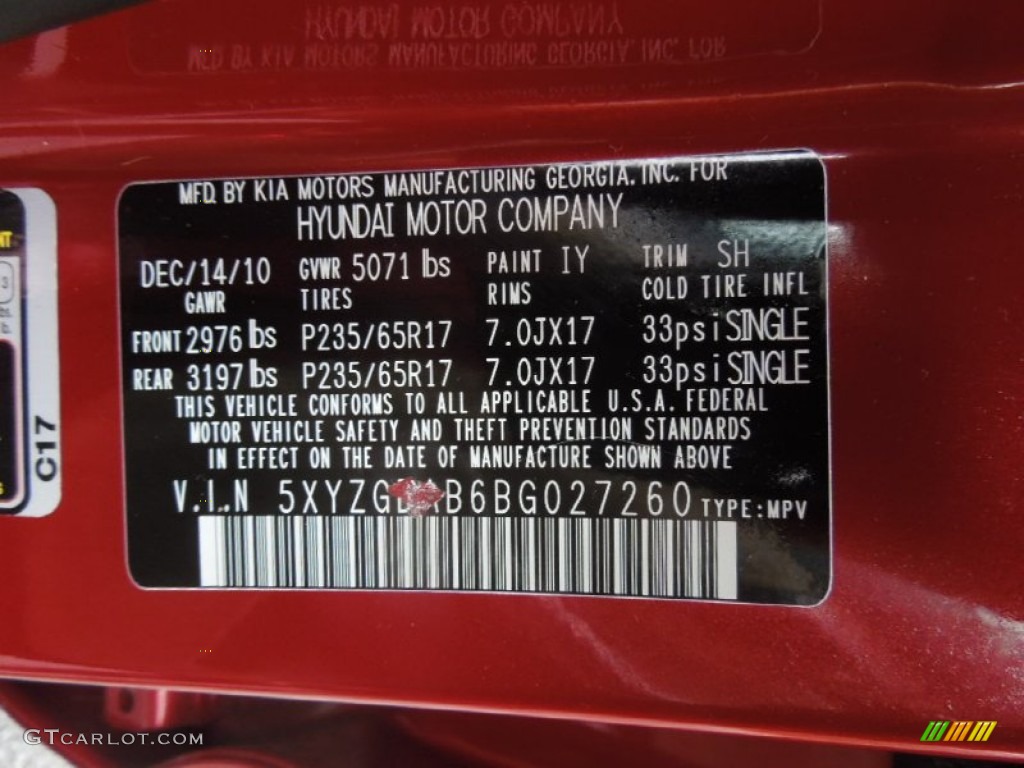 MFD. BY KIA MOTORS MANUFACTURING GEORGIA. INC. FOR
HYUNDAI MOTOR COMPANY
DEC/14/10 GVWR 5071 lbs PAINT IY TRIM SH
GAWR TIRES RIMS COLD TIRE INFL
FRONT 2976 lbs P235/65R17 7.0JX17 33psi SINGLE
REAR 3197 lbs P235/65R17 7.0JX17 33psi SINGLE
THIS VEHICLE CONFORMS TO ALL APPLICABLE U.S.A. FEDERAL
MOTOR VEHICLE SAFETY AND THEFT PREVENTION STANDARDS
IN EFFECT ON THE DATE OF MANUFACTURE SHOWN ABOVE
V.I.N TYPE:MPV
C17
GTCARLOT.COM